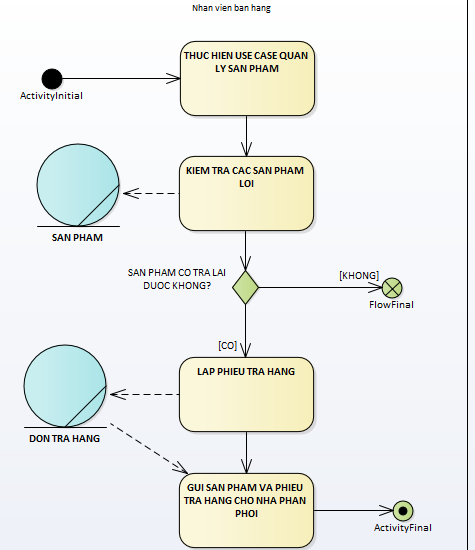 Nhan vien ban hang
THUC HIEN USE CASE QUAN
LY SAN PHAM
ActivityInitial
KIEM TRA CAC SAN PHAM
LOI
SAN PHAM
SAN PHAM CO TRA LAI
DUOC KHONG?
[KHONG]
FlowFinal
[CO]
LAP PHIEU TRA HANG
DON TRA HANG
GUI SAN PHAM VA PHIEU
TRA HANG CHO NHA PHAN
PHOI
ActivityFinal